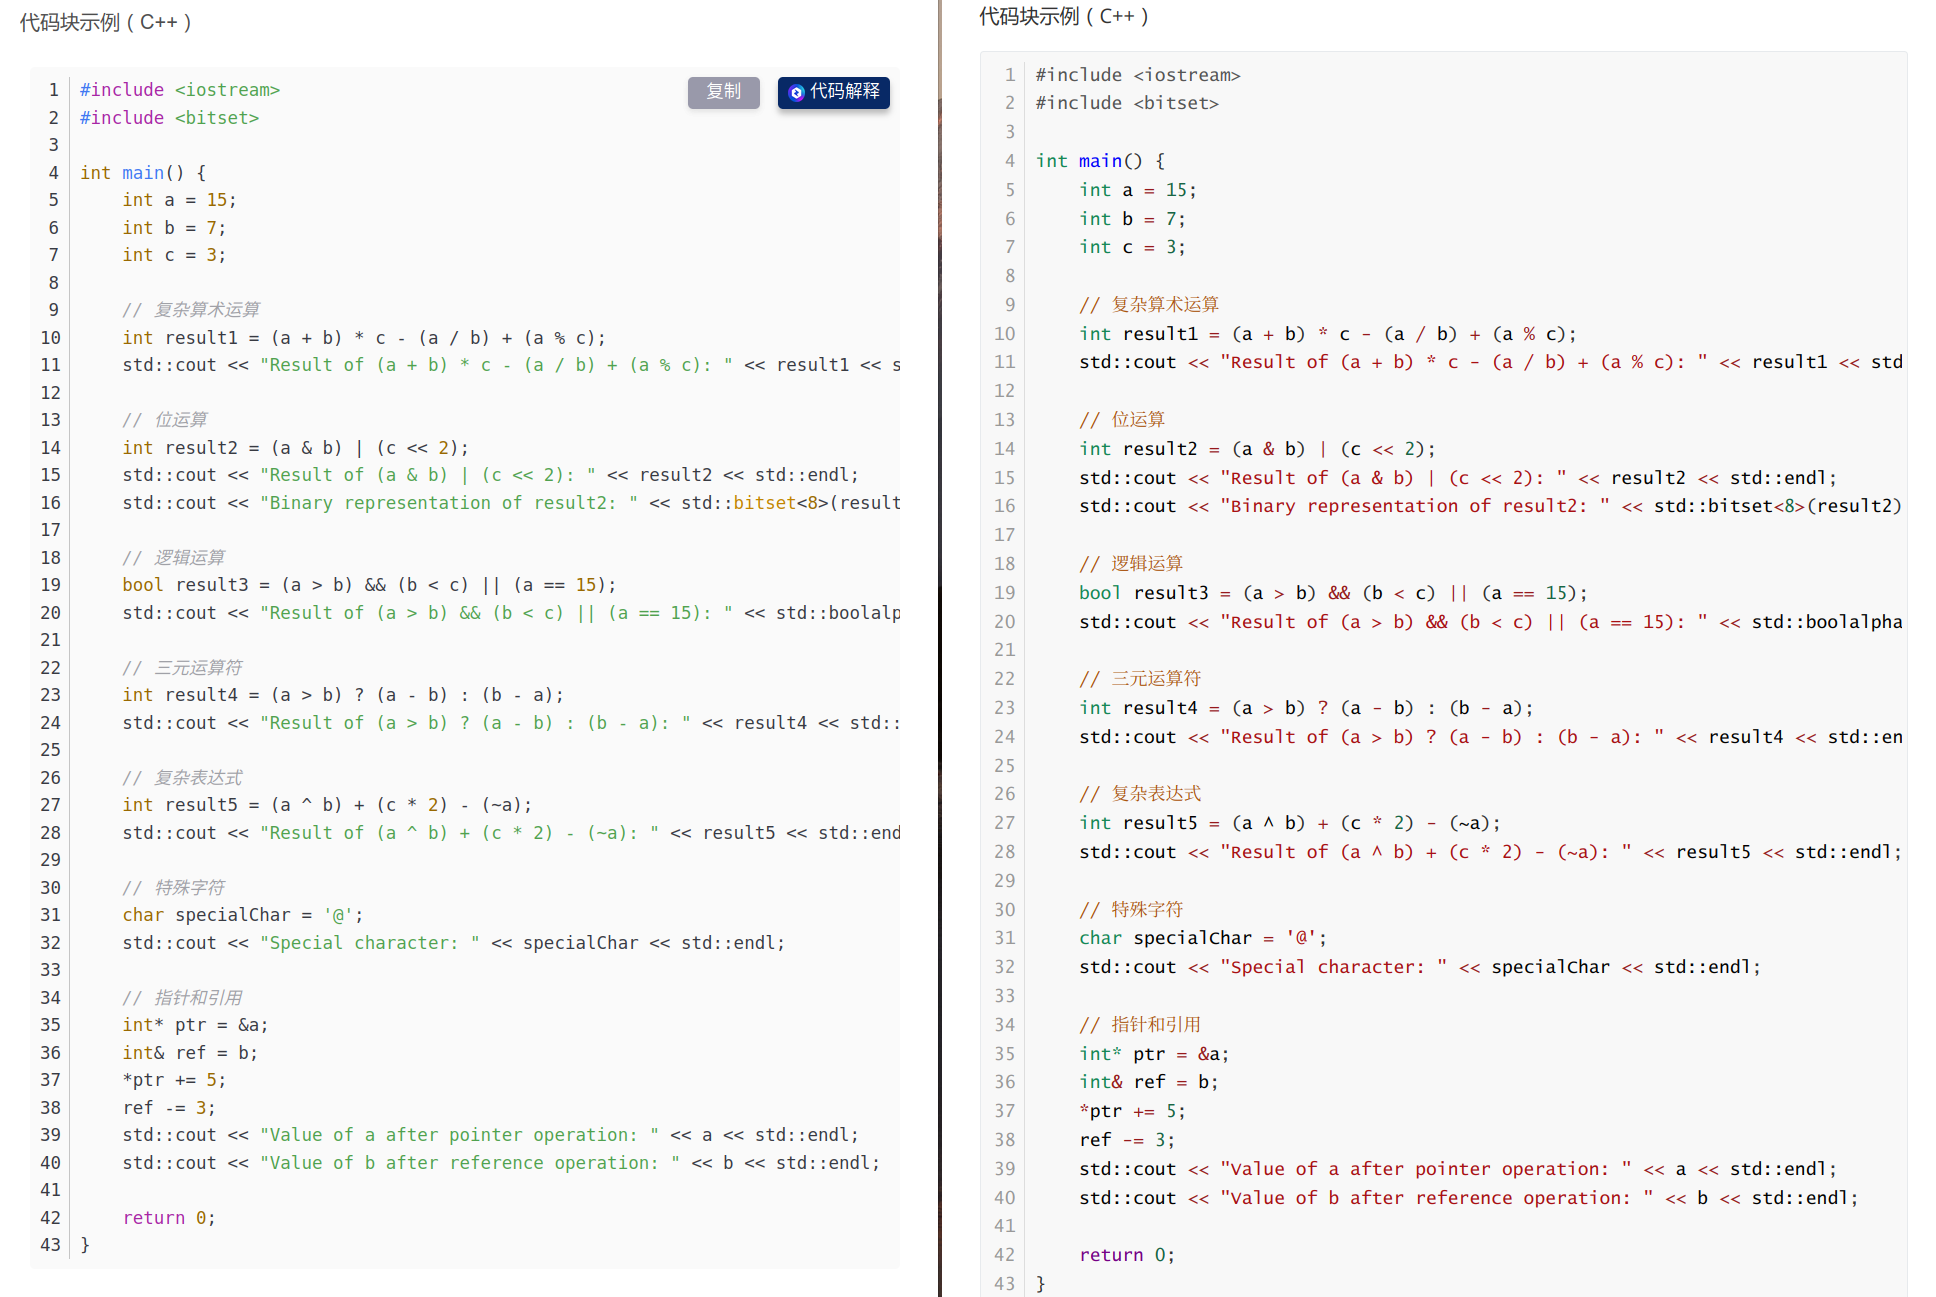 代码块示例 ( C++ )
复制
代码解释
1 #include <iostream>
2 #include <bitset>
3
4 int main() {
5     int a = 15;
6     int b = 7;
7     int c = 3;
8
9     // 复杂算术运算
10     int result1 = (a + b) * c - (a / b) + (a % c);
11     std::cout << "Result of (a + b) * c - (a / b) + (a % c): " << result1 << s
12
13     // 位运算
14     int result2 = (a & b) | (c << 2);
15     std::cout << "Result of (a & b) | (c << 2): " << result2 << std::endl;
16     std::cout << "Binary representation of result2: " << std::bitset<8>(result
17
18     // 逻辑运算
19     bool result3 = (a > b) && (b < c) || (a == 15);
20     std::cout << "Result of (a > b) && (b < c) || (a == 15): " << std::boolalp
21
22     // 三元运算符
23     int result4 = (a > b) ? (a - b) : (b - a);
24     std::cout << "Result of (a > b) ? (a - b) : (b - a): " << result4 << std::
25
26     // 复杂表达式
27     int result5 = (a ^ b) + (c * 2) - (~a);
28     std::cout << "Result of (a ^ b) + (c * 2) - (~a): " << result5 << std::end
29
30     // 特殊字符
31     char specialChar = '@';
32     std::cout << "Special character: " << specialChar << std::endl;
33
34     // 指针和引用
35     int* ptr = &a;
36     int& ref = b;
37     *ptr += 5;
38     ref -= 3;
39     std::cout << "Value of a after pointer operation: " << a << std::endl;
40     std::cout << "Value of b after reference operation: " << b << std::endl;
41
42     return 0;
43 }
代码块示例 ( C++ )
1 #include <iostream>
2 #include <bitset>
3
4 int main() {
5     int a = 15;
6     int b = 7;
7     int c = 3;
8
9     // 复杂算术运算
10     int result1 = (a + b) * c - (a / b) + (a % c);
11     std::cout << "Result of (a + b) * c - (a / b) + (a % c): " << result1 << std
12
13     // 位运算
14     int result2 = (a & b) | (c << 2);
15     std::cout << "Result of (a & b) | (c << 2): " << result2 << std::endl;
16     std::cout << "Binary representation of result2: " << std::bitset<8>(result2)
17
18     // 逻辑运算
19     bool result3 = (a > b) && (b < c) || (a == 15);
20     std::cout << "Result of (a > b) && (b < c) || (a == 15): " << std::boolalpha
21
22     // 三元运算符
23     int result4 = (a > b) ? (a - b) : (b - a);
24     std::cout << "Result of (a > b) ? (a - b) : (b - a): " << result4 << std::en
25
26     // 复杂表达式
27     int result5 = (a ^ b) + (c * 2) - (~a);
28     std::cout << "Result of (a ^ b) + (c * 2) - (~a): " << result5 << std::endl;
29
30     // 特殊字符
31     char specialChar = '@';
32     std::cout << "Special character: " << specialChar << std::endl;
33
34     // 指针和引用
35     int* ptr = &a;
36     int& ref = b;
37     *ptr += 5;
38     ref -= 3;
39     std::cout << "Value of a after pointer operation: " << a << std::endl;
40     std::cout << "Value of b after reference operation: " << b << std::endl;
41
42     return 0;
43 }